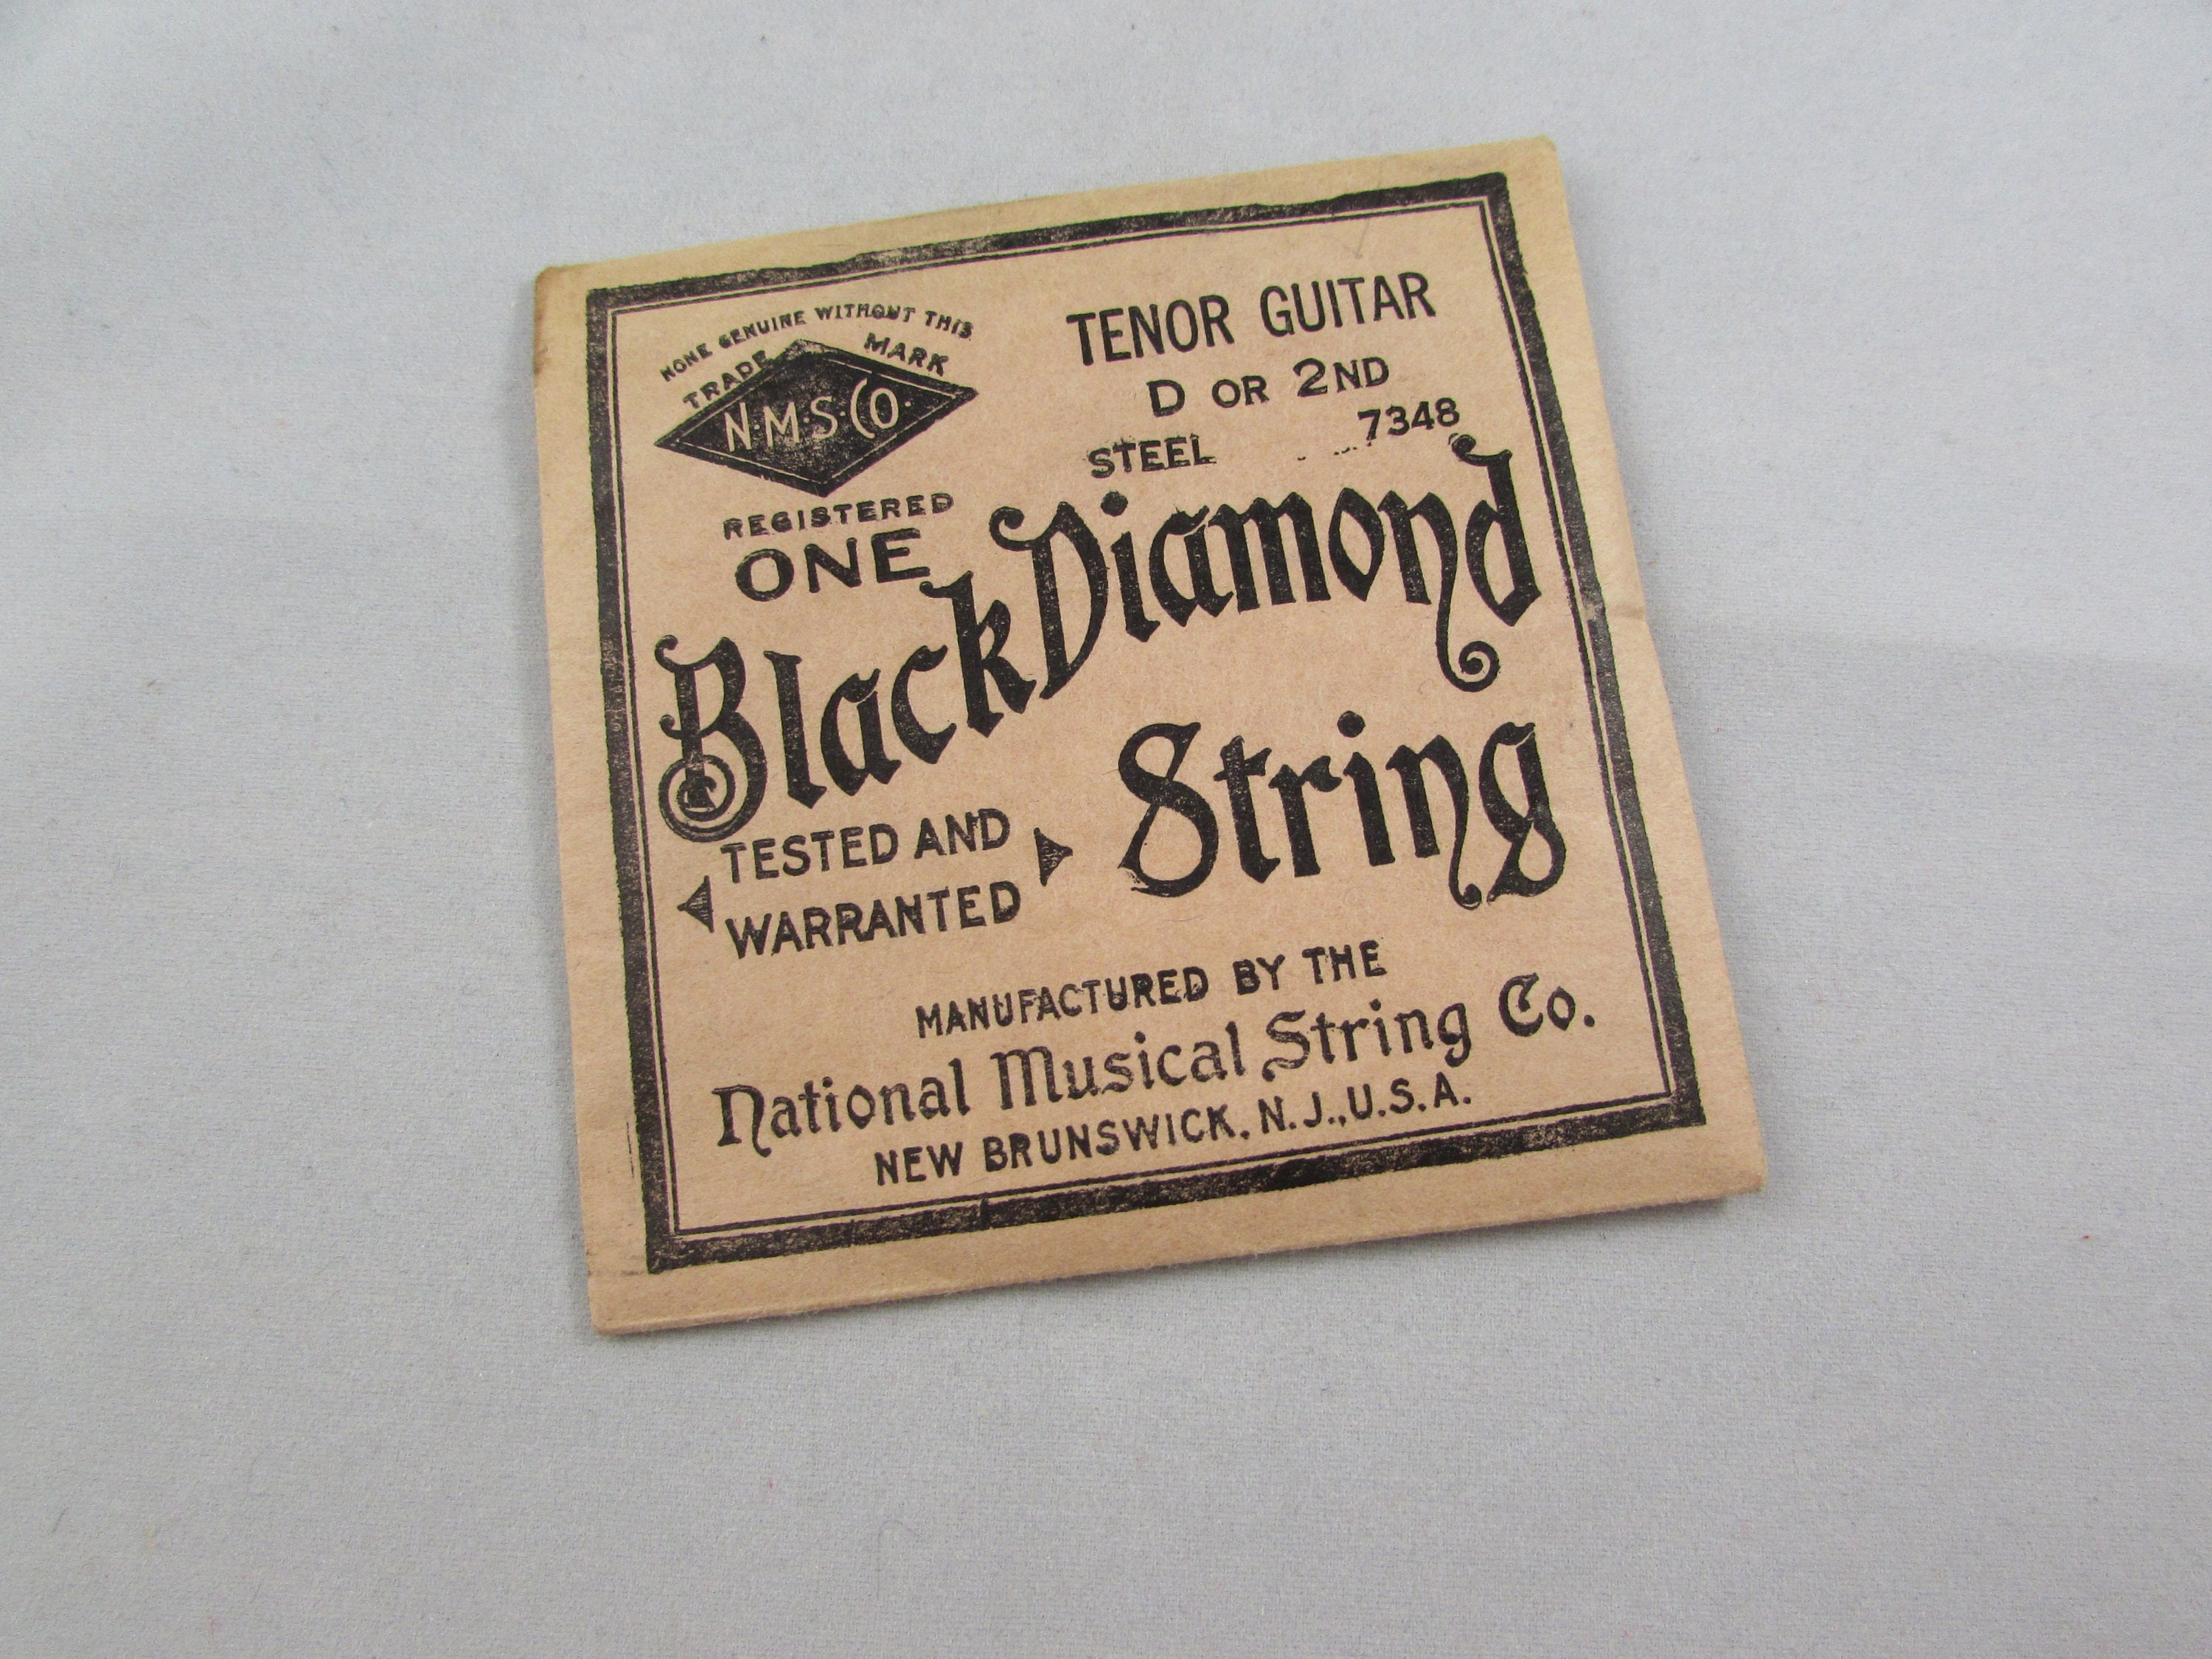 NONE GENUINE WITHOUT THIS
TRADE MARK
N.M.S.CO.
REGISTERED
TENOR GUITAR
D OR 2ND
STEEL 7348
ONE
Black Diamond
String
TESTED AND
WARRANTED
MANUFACTURED BY THE
National Musical String Co.
NEW BRUNSWICK, N.J., U.S.A.